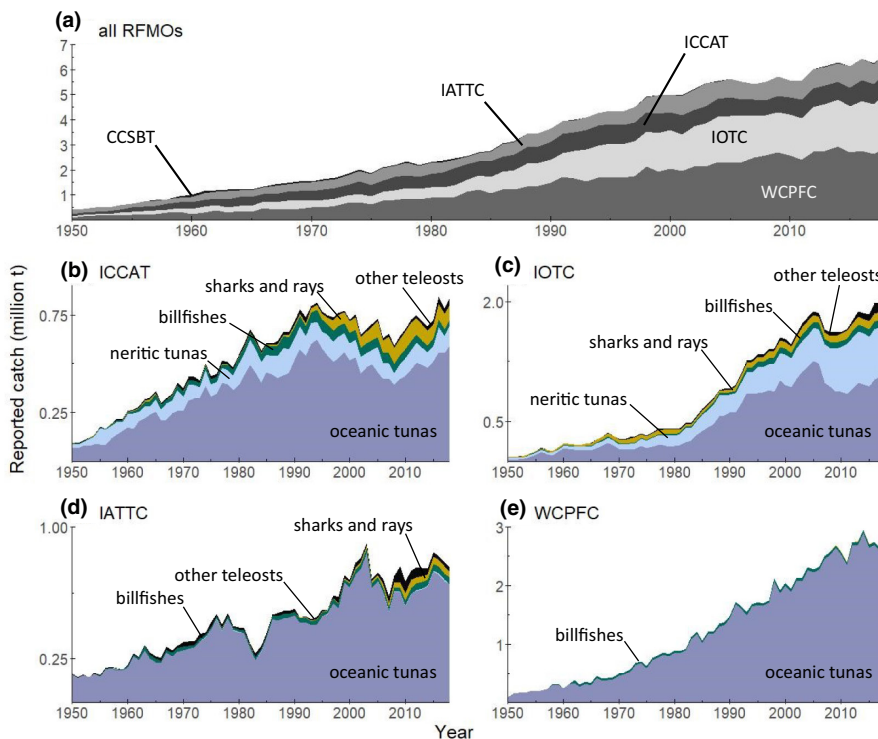 (a) all RFMOs
7
6
5
4
3
2
1
CCSBT
IATTC
ICCAT
IOTC
WCPFC
1950 1960 1970 1980 1990 2000 2010
Reported catch (million t)
(b) ICCAT
0.75
0.25
sharks and rays
other teleosts
billfishes
neritic tunas
oceanic tunas
1950 1960 1970 1980 1990 2000 2010
(c) IOTC
2.0
0.5
other teleosts
billfishes
sharks and rays
neritic tunas
oceanic tunas
1950 1960 1970 1980 1990 2000 2010
(d) IATTC
1.00
0.25
sharks and rays
other teleosts
billfishes
oceanic tunas
1950 1960 1970 1980 1990 2000 2010
(e) WCPFC
3
2
1
billfishes
oceanic tunas
1950 1960 1970 1980 1990 2000 2010
Year